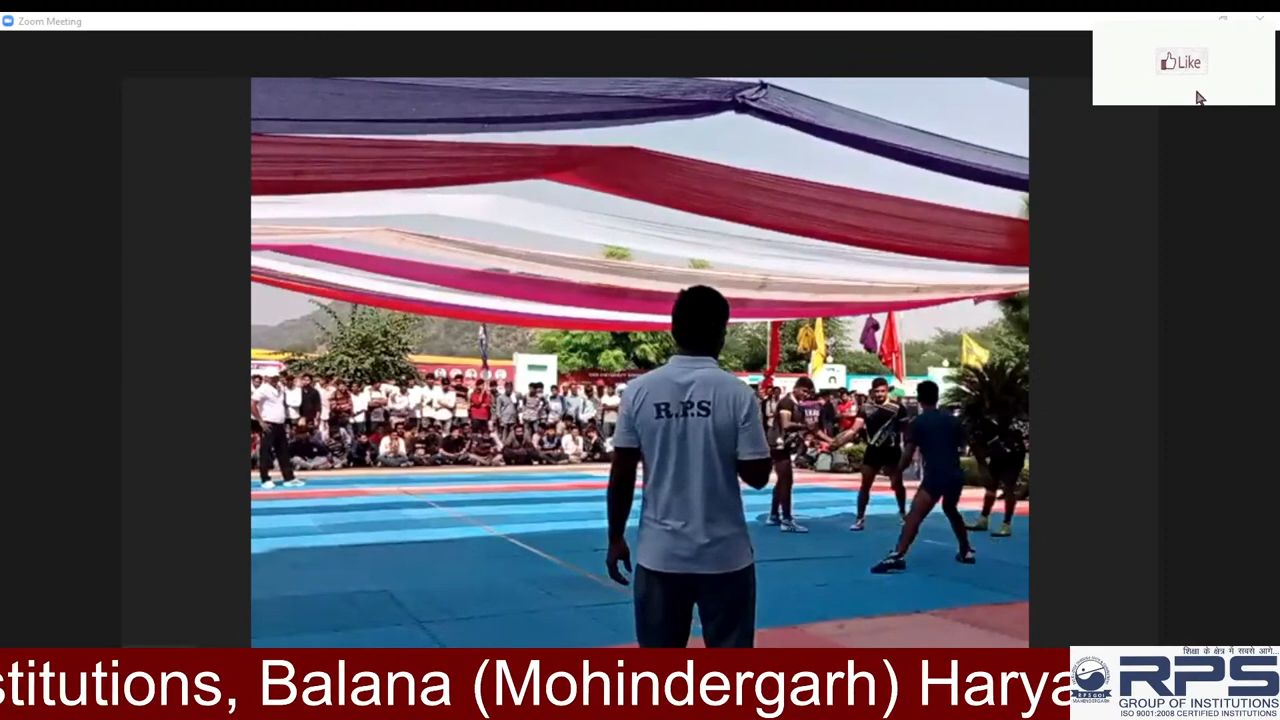 Zoom Meeting
Like
R.P.S
stitutions, Balana (Mohindergarh) Harya
शिक्षा के क्षेत्र में सबसे आगे...
RPS
GROUP OF INSTITUTIONS
ISO 9001:2008 CERTIFIED INSTITUTIONS